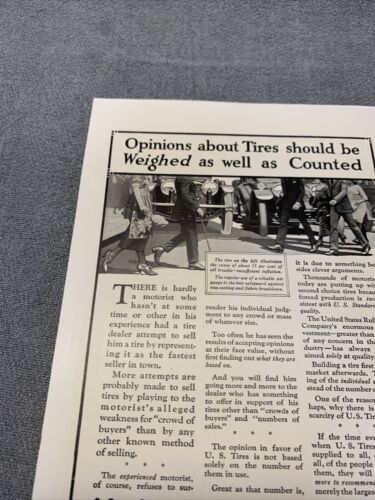 Opinions about Tires should be
Weighed as well as Counted
The tire on the left illustrates
the cause of about 75 per cent of
all trouble—insufficient inflation.
The regular use of a reliable air
gauge is the best safeguard against
rim cutting and fabric breakdown.
THERE is hardly
a motorist who
hasn't at some
time or other in his
experience had a tire
dealer attempt to sell
him a tire by represent-
ing it as the fastest
seller in town.
More attempts are
probably made to sell
tires by playing to the
motorist's alleged
weakness for "crowd of
buyers" than by any
other known method
of selling.
* * *
The experienced motorist,
of course, refuses to sur-
render his individual judg-
ment to any crowd or mass
of whatever size.
Too often he has seen the
results of accepting opinions
at their face value, without
first finding out what they are
based on.
And you will find him
going more and more to the
dealer who has something
to offer in support of his
tires other than "crowds of
buyers" and "numbers of
sales."
* * *
The opinion in favor of
U. S. Tires is not based
solely on the number of
them in use.
Great as that number is,
it is due to something be
sides clever arguments.
Thousands of motoris
today are putting up wi
second choice tires becau
forced production is inco
sistent with U. S. Standar
quality.
The United States Rub
Company's enormous
vestment—greater than
of any concern in the
dustry—has always
aimed solely at quality.
Building a tire first
market afterwards. T
ing of the individual
stead of the number o
One of the reaso
haps, why there is
scarcity of U. S. Tir
* * *
If the time eve
when U. S. Tires
supplied to all,
all, of the people
them, they will
more to recommen
merely the larges